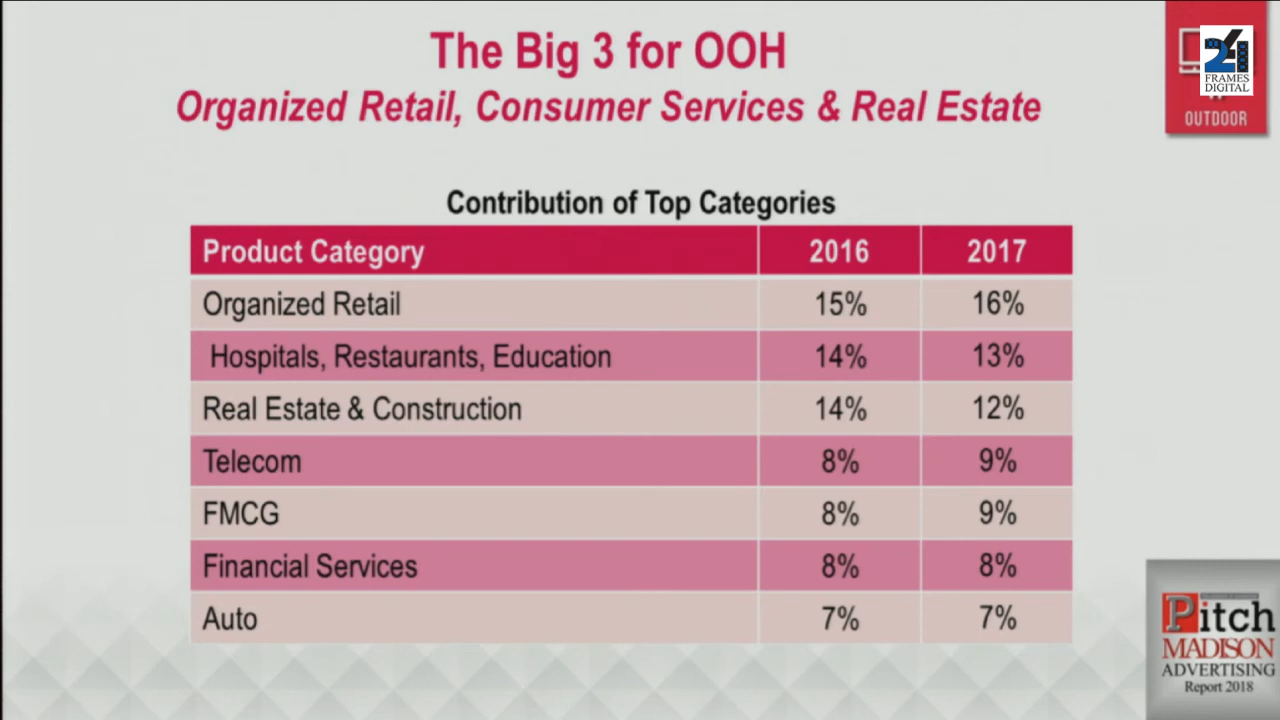 The Big 3 for OOH
Organized Retail, Consumer Services & Real Estate
24
FRAMES
DIGITAL
OUTDOOR
Contribution of Top Categories
Product Category 2016 2017
Organized Retail 15% 16%
Hospitals, Restaurants, Education 14% 13%
Real Estate & Construction 14% 12%
Telecom 8% 9%
FMCG 8% 9%
Financial Services 8% 8%
Auto 7% 7%
Pitch
MADISON
ADVERTISING
Report 2018